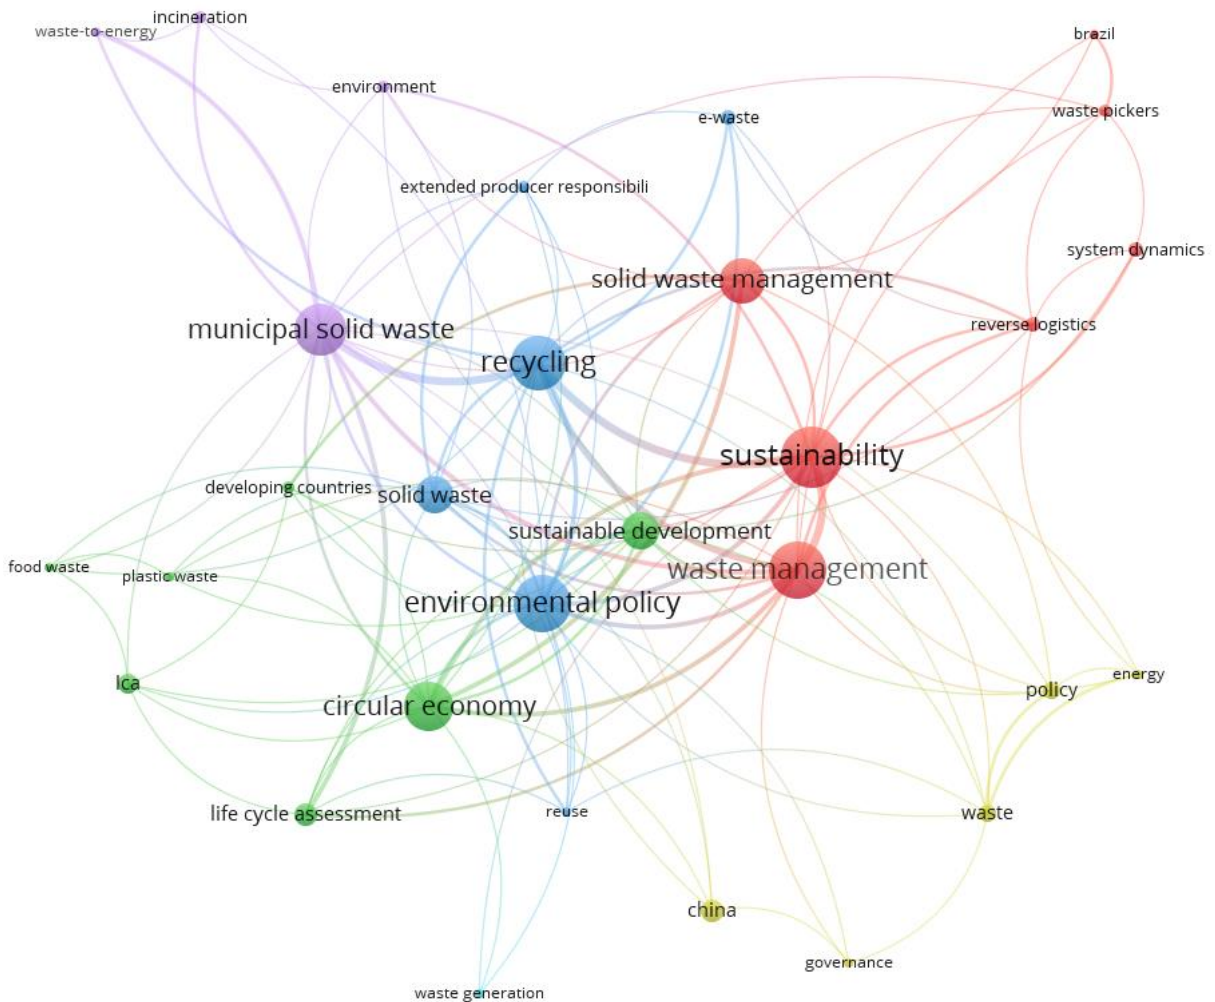 incineration
waste-to-energy
brazil
environment
waste pickers
e-waste
extended producer responsibili
system dynamics
solid waste management
reverse logistics
municipal solid waste
recycling
sustainability
developing countries
solid waste
sustainable development
food waste
plastic waste
waste management
environmental policy
energy
lca
policy
circular economy
reuse
waste
life cycle assessment
china
governance
waste generation